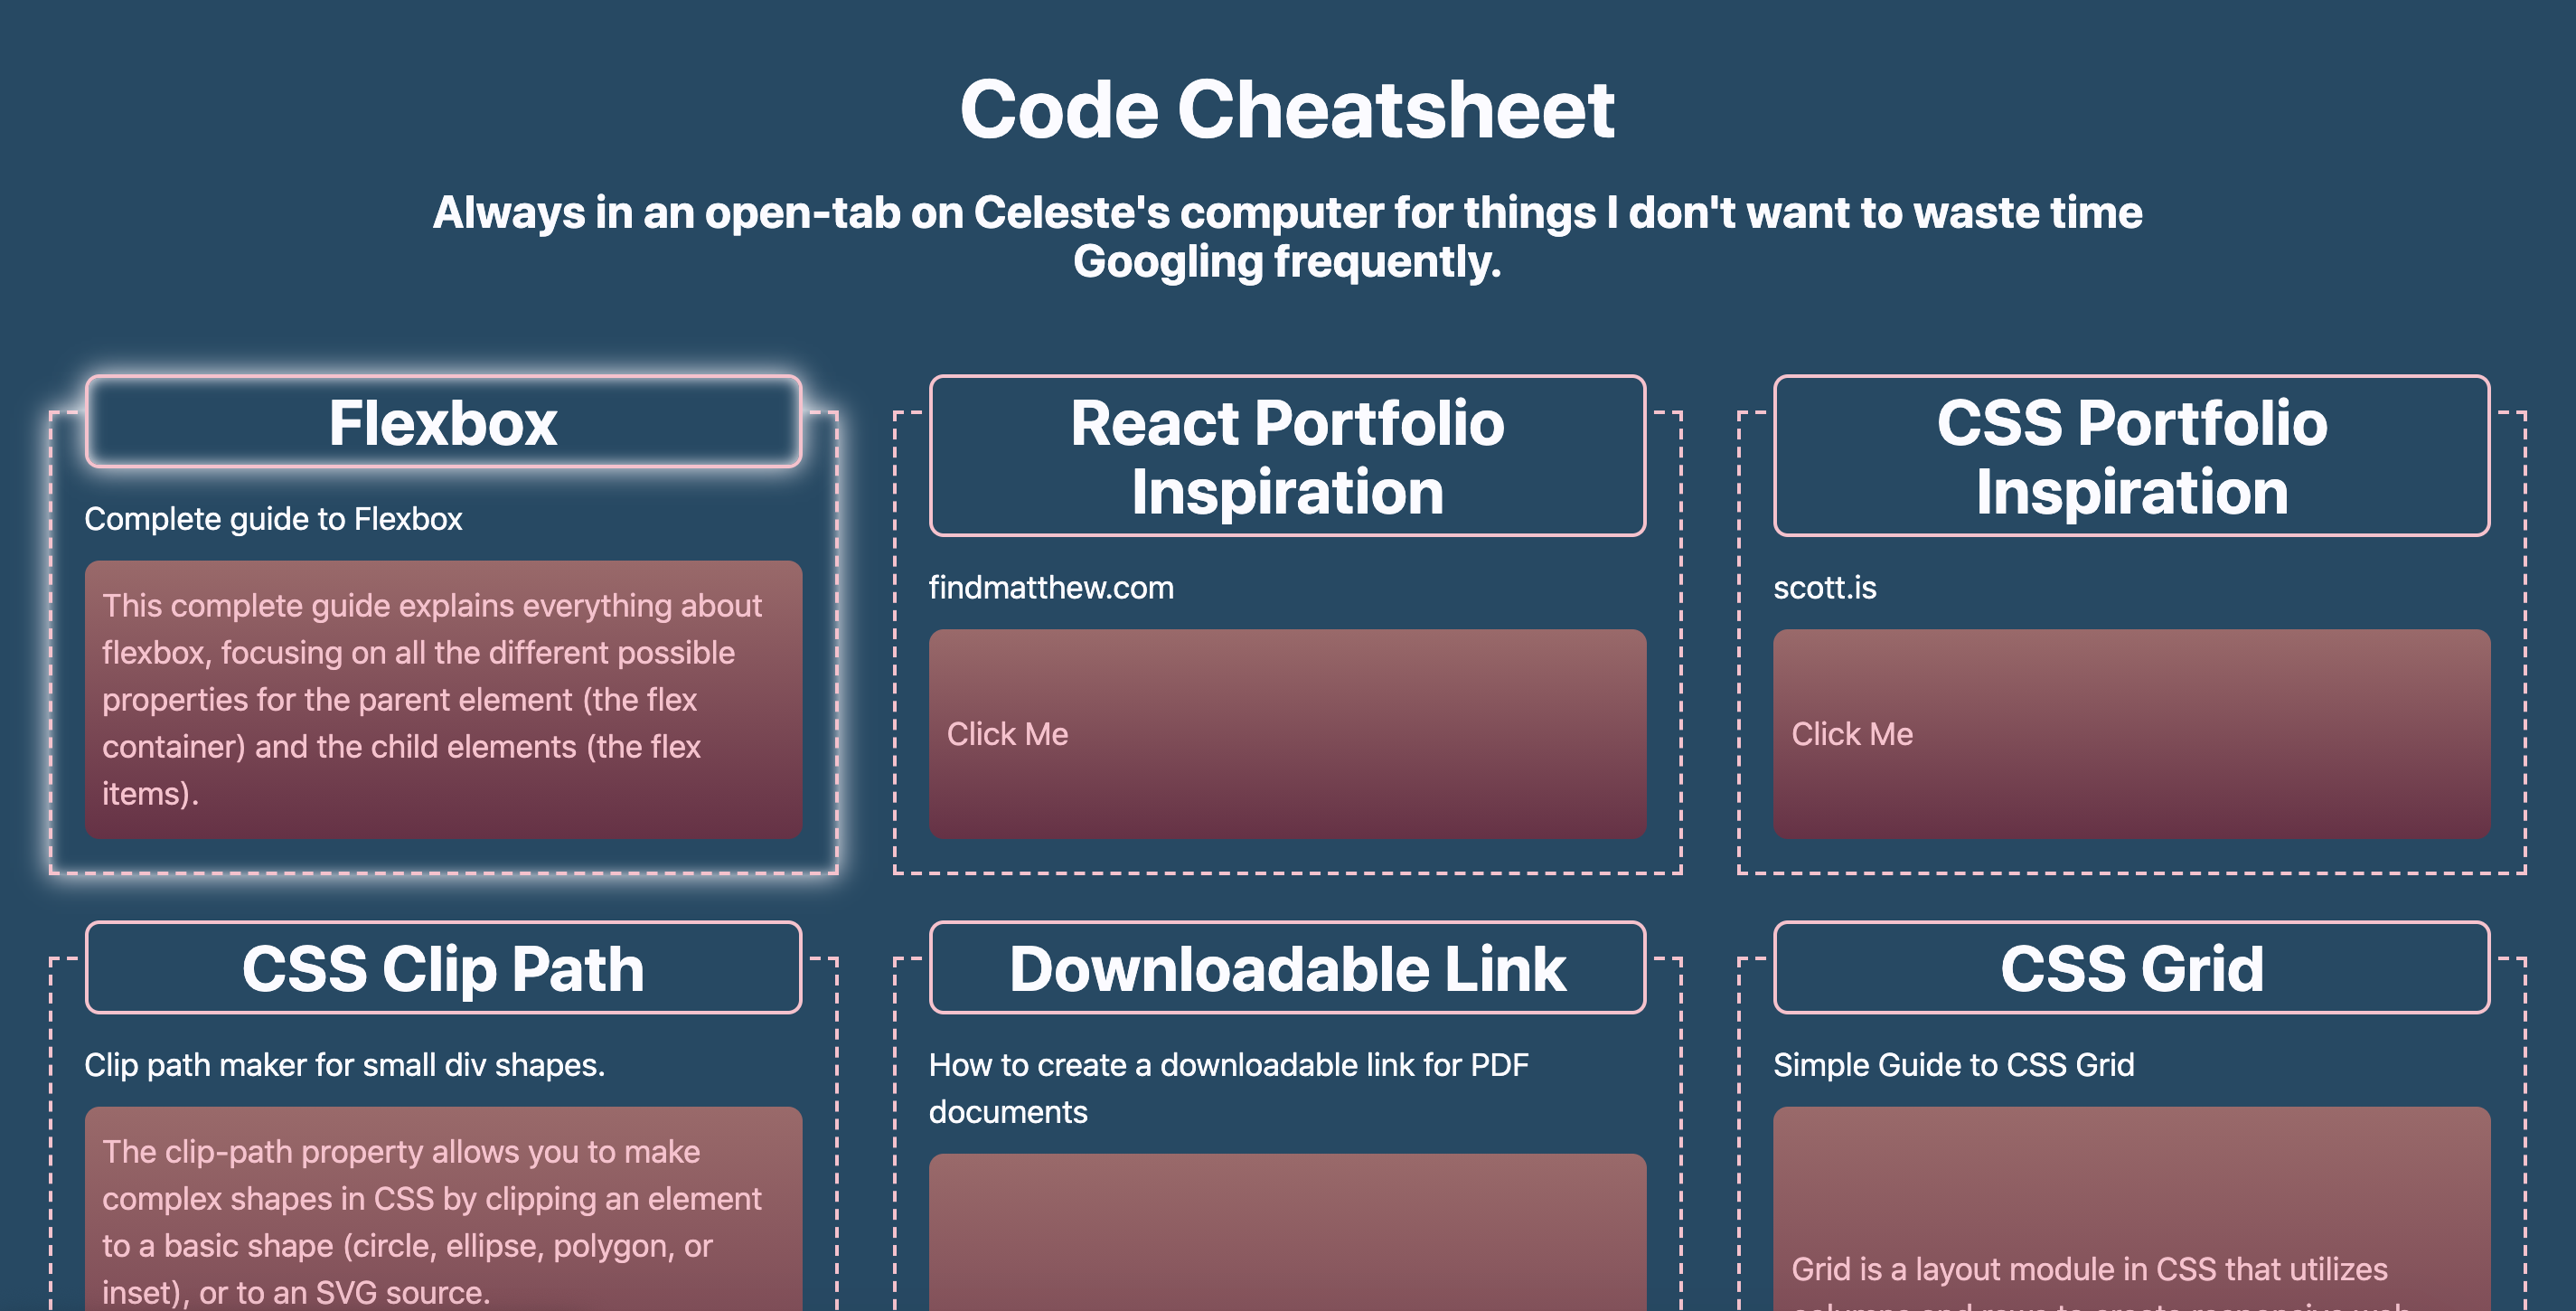 Code Cheatsheet
Always in an open-tab on Celeste's computer for things I don't want to waste time
Googling frequently.
Flexbox
Complete guide to Flexbox
This complete guide explains everything about
flexbox, focusing on all the different possible
properties for the parent element (the flex
container) and the child elements (the flex
items).
React Portfolio
Inspiration
findmatthew.com
Click Me
CSS Portfolio
Inspiration
scott.is
Click Me
CSS Clip Path
Clip path maker for small div shapes.
The clip-path property allows you to make
complex shapes in CSS by clipping an element
to a basic shape (circle, ellipse, polygon, or
inset), or to an SVG source.
Downloadable Link
How to create a downloadable link for PDF
documents
CSS Grid
Simple Guide to CSS Grid
Grid is a layout module in CSS that utilizes